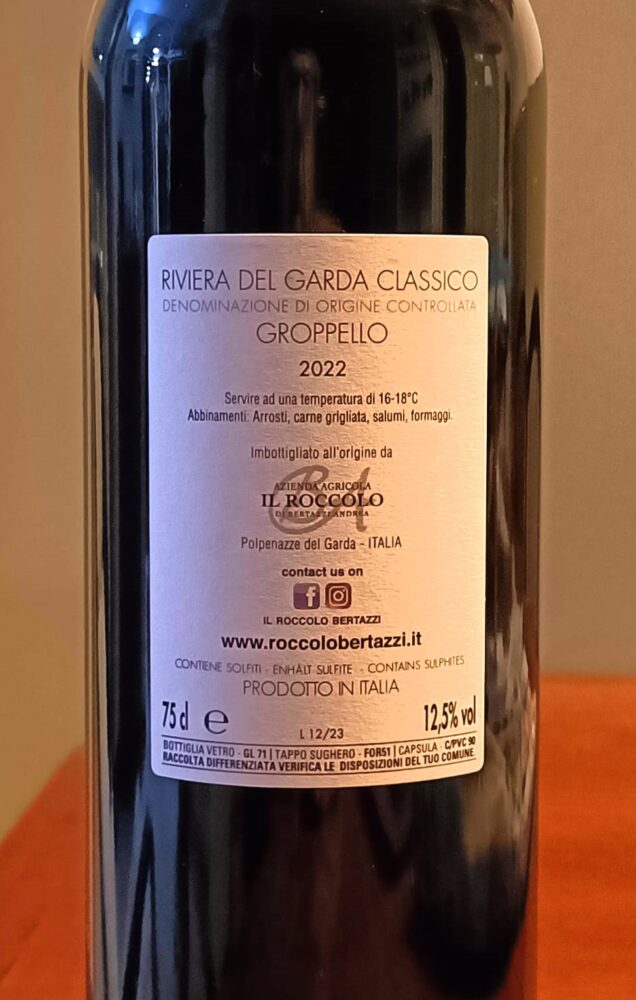 RIVIERA DEL GARDA CLASSICO
DENOMINAZIONE DI ORIGINE CONTROLLATA
GROPPELLO
2022
Servire ad una temperatura di 16-18°C
Abbinamenti: Arrosti, carne grigliata, salumi, formaggi.
Imbottigliato all'origine da
AZIENDA AGRICOLA
IL ROCCOLO
DI BERTAZZI ANDREA
Polpenazze del Garda - ITALIA
contact us on
IL ROCCOLO BERTAZZI
www.roccolobertazzi.it
CONTIENE SOLFITI - ENHÄLT SULFITE - CONTAINS SULPHITES
PRODOTTO IN ITALIA
75 cl e L 12/23 12,5% vol
BOTTIGLIA VETRO - GL 71 | TAPPO SUGHERO - FOR51 | CAPSULA - C/PVC 90
RACCOLTA DIFFERENZIATA VERIFICA LE DISPOSIZIONI DEL TUO COMUNE